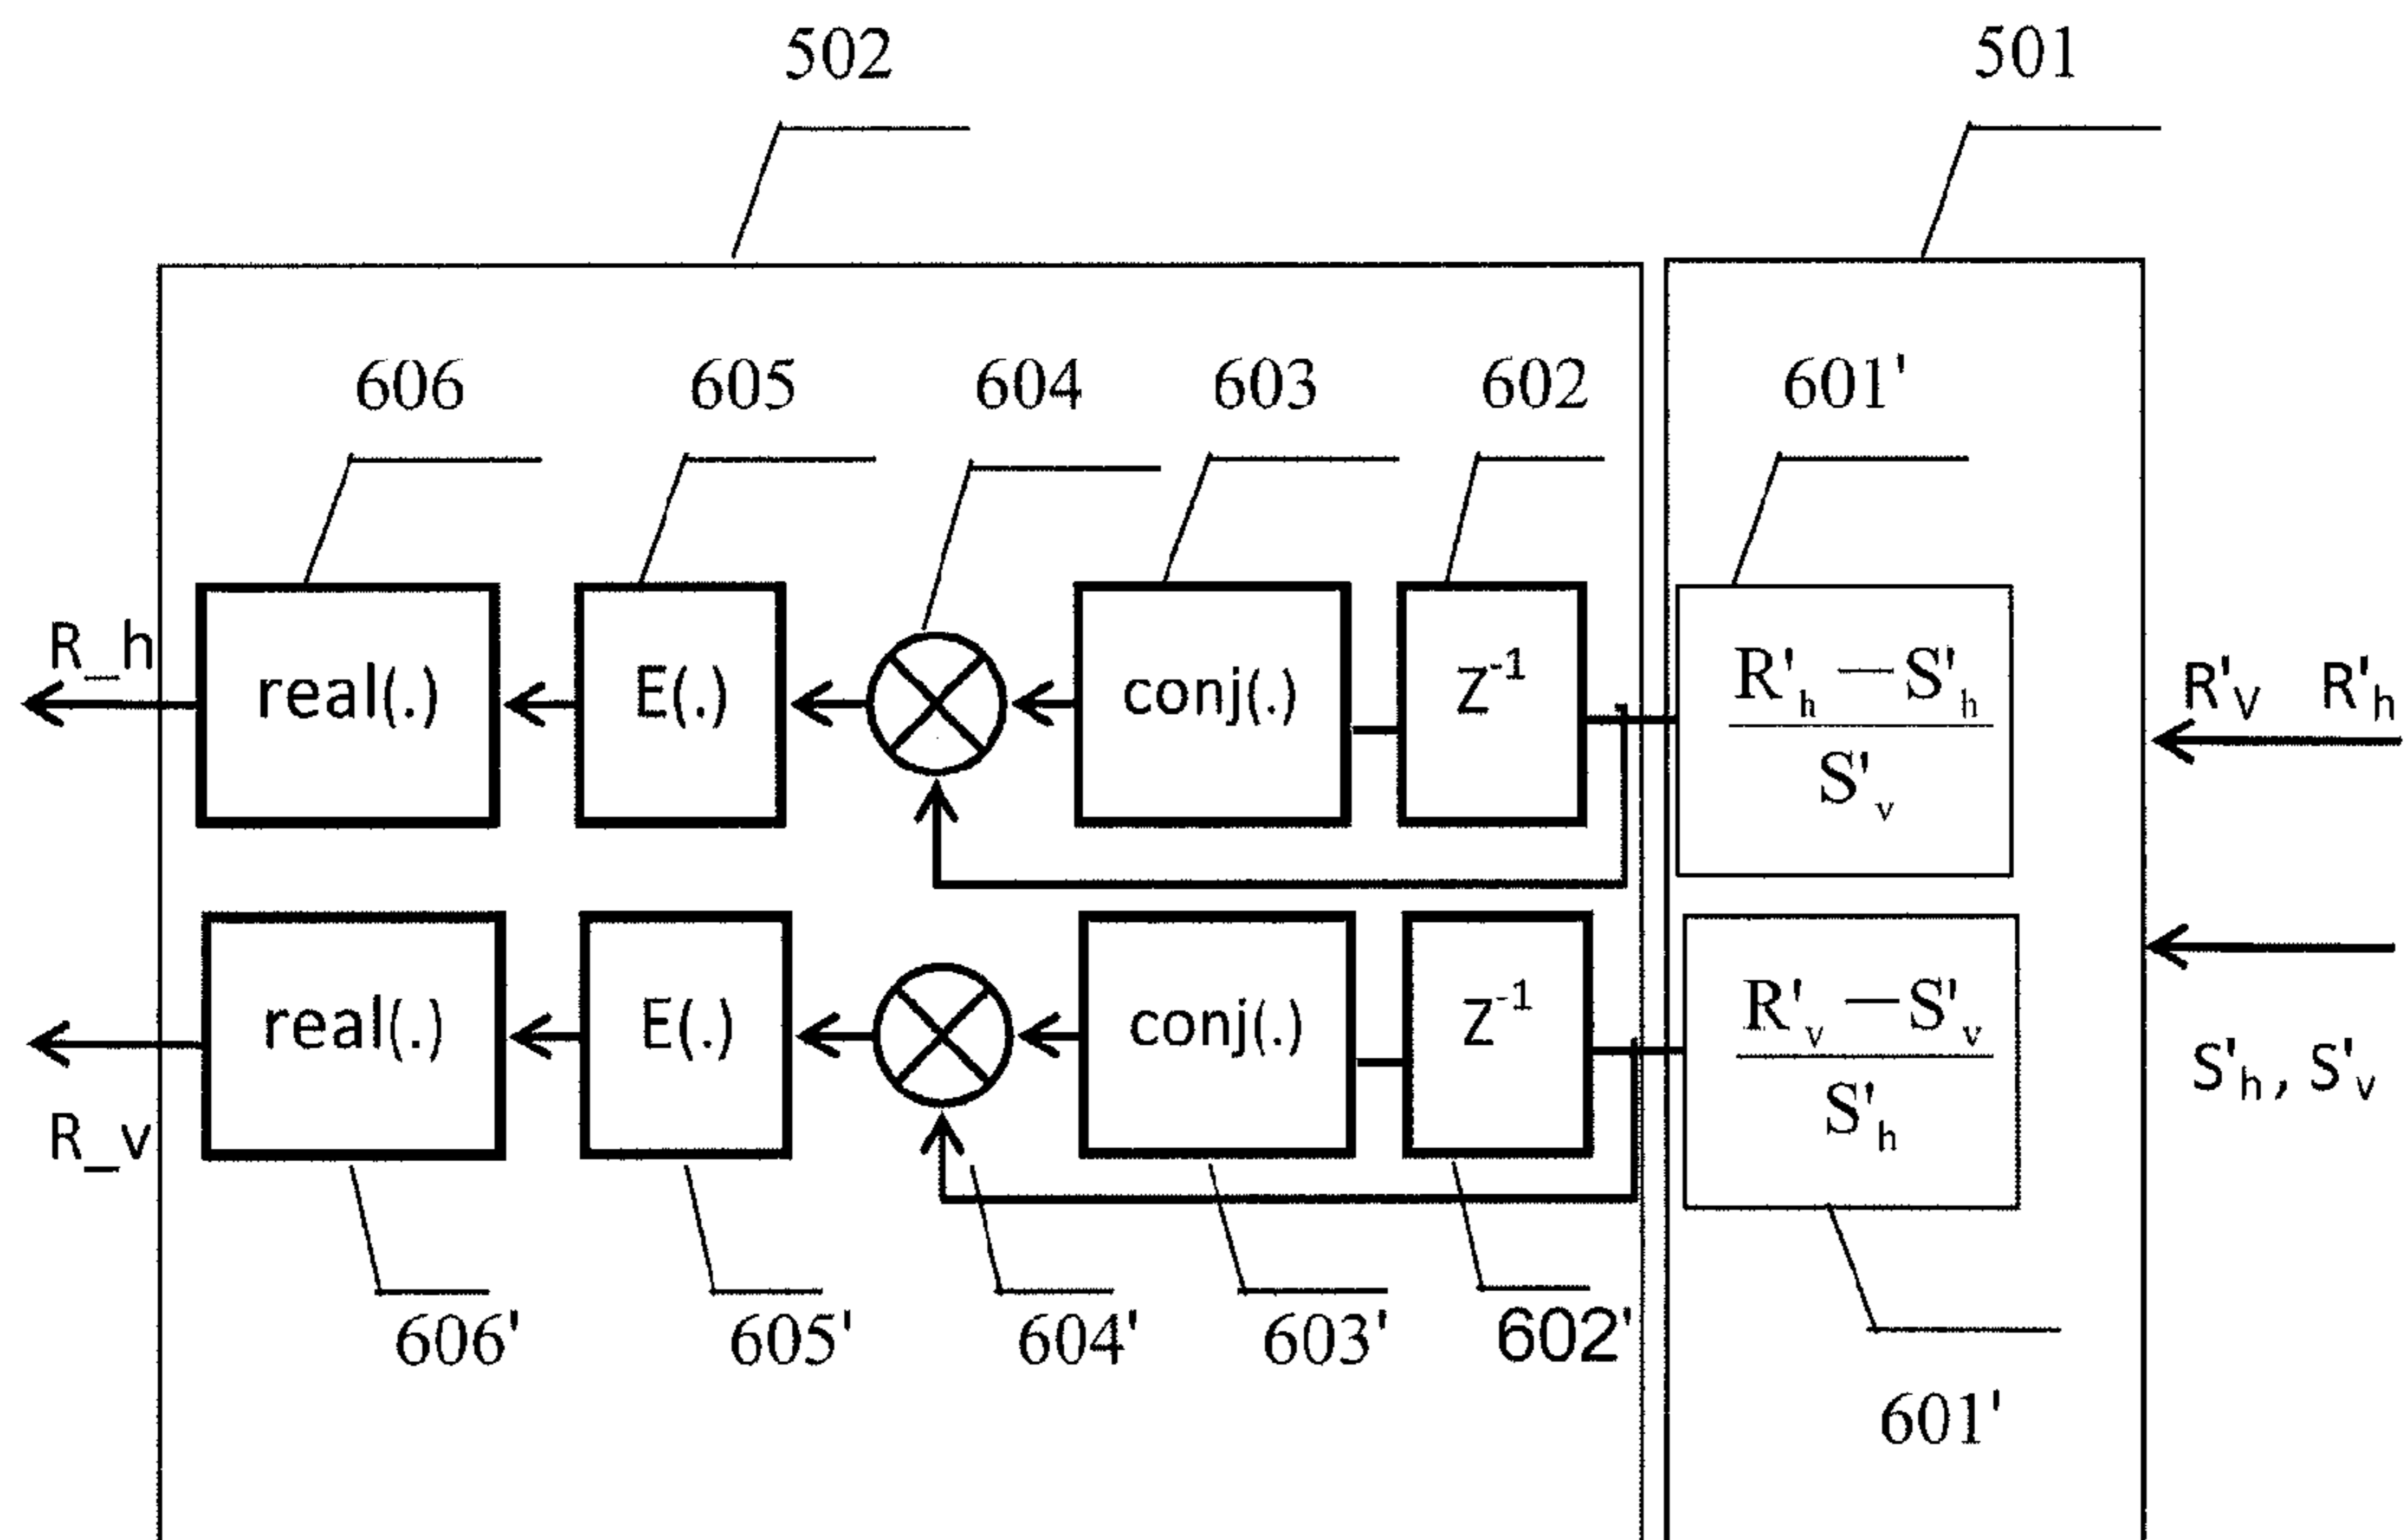 502 501
606 605 604 603 602 601'
R_h real(.) E(.) conj(.) Z⁻¹ R'h — S'h / S'v R'V R'h
R_v real(.) E(.) conj(.) Z⁻¹ R'v — S'v / S'h S'h, S'v
606' 605' 604' 603' 602'
601'